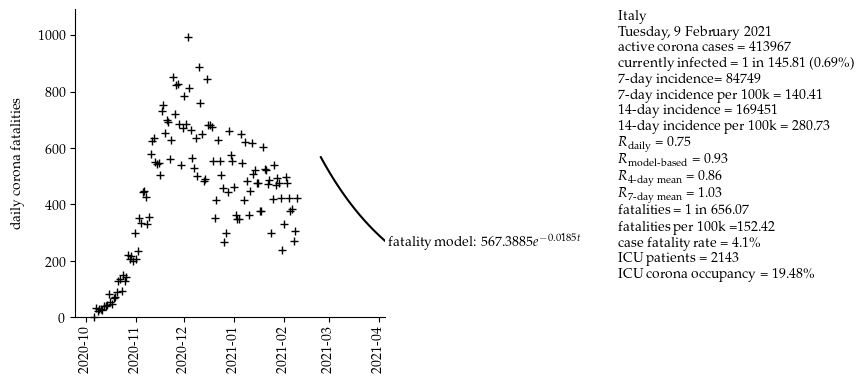 Italy
Tuesday, 9 February 2021
active corona cases = 413967
currently infected = 1 in 145.81 (0.69%)
7-day incidence= 84749
7-day incidence per 100k = 140.41
14-day incidence = 169451
14-day incidence per 100k = 280.73
R_daily = 0.75
R_model-based = 0.93
R_4-day mean = 0.86
R_7-day mean = 1.03
fatalities = 1 in 656.07
fatalities per 100k =152.42
case fatality rate = 4.1%
ICU patients = 2143
ICU corona occupancy = 19.48%
daily corona fatalities
1000
800
600
400
200
0
fatality model: 567.3885e^{-0.0185t}
2020-10
2020-11
2020-12
2021-01
2021-02
2021-03
2021-04